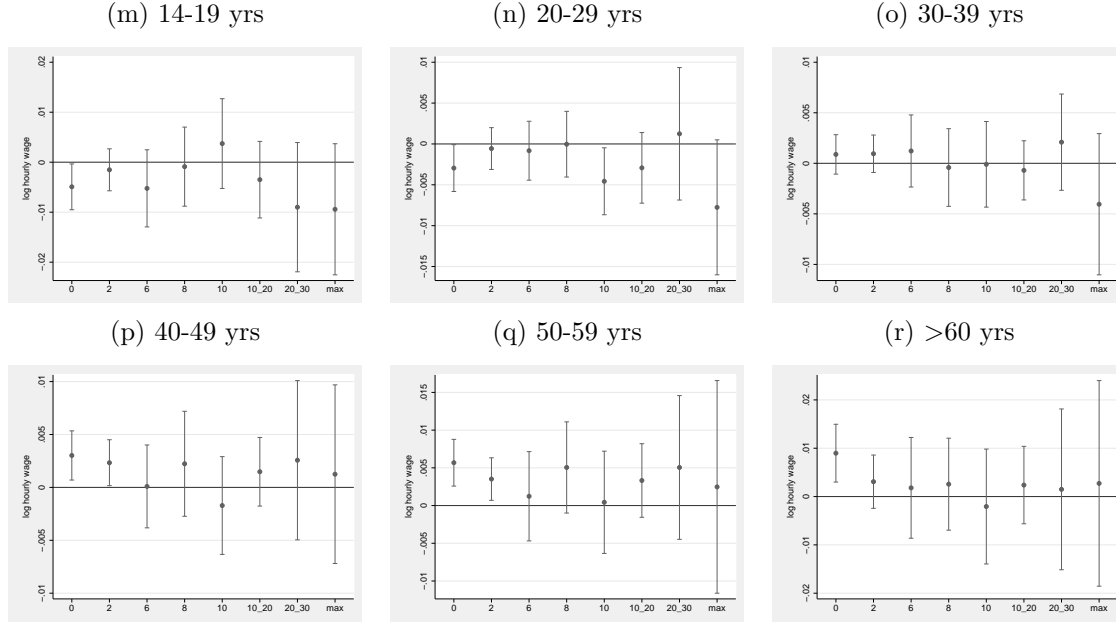 (m) 14-19 yrs
(n) 20-29 yrs
(o) 30-39 yrs
log hourly wage
.02
.01
0
-.01
-.02
0 2 6 8 10 10_20 20_30 max
log hourly wage
.01
.005
0
-.005
-.01
-.015
0 2 6 8 10 10_20 20_30 max
log hourly wage
.01
.005
0
-.005
-.01
0 2 6 8 10 10_20 20_30 max
(p) 40-49 yrs
(q) 50-59 yrs
(r) >60 yrs
log hourly wage
.01
.005
0
-.005
-.01
0 2 6 8 10 10_20 20_30 max
log hourly wage
.015
.01
.005
0
-.005
-.01
0 2 6 8 10 10_20 20_30 max
log hourly wage
.02
.01
0
-.01
-.02
0 2 6 8 10 10_20 20_30 max